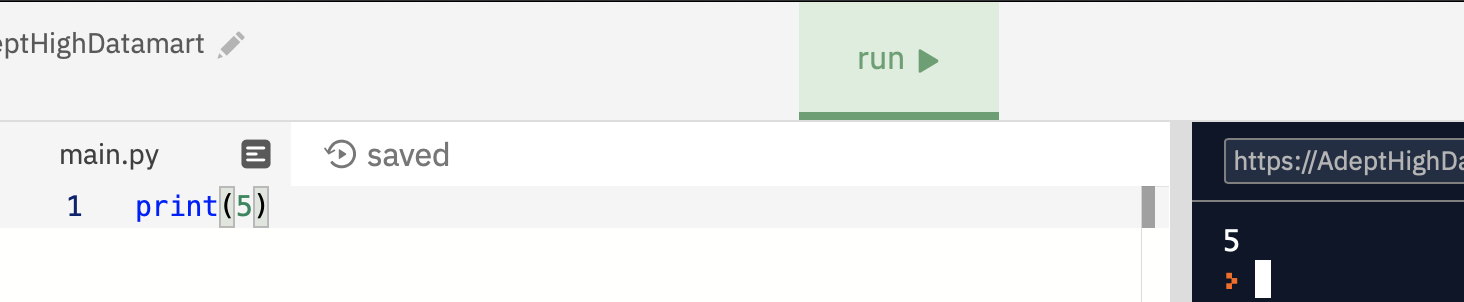 eptHighDatamart
run
main.py
saved
https://AdeptHighDa
1 print(5)
5